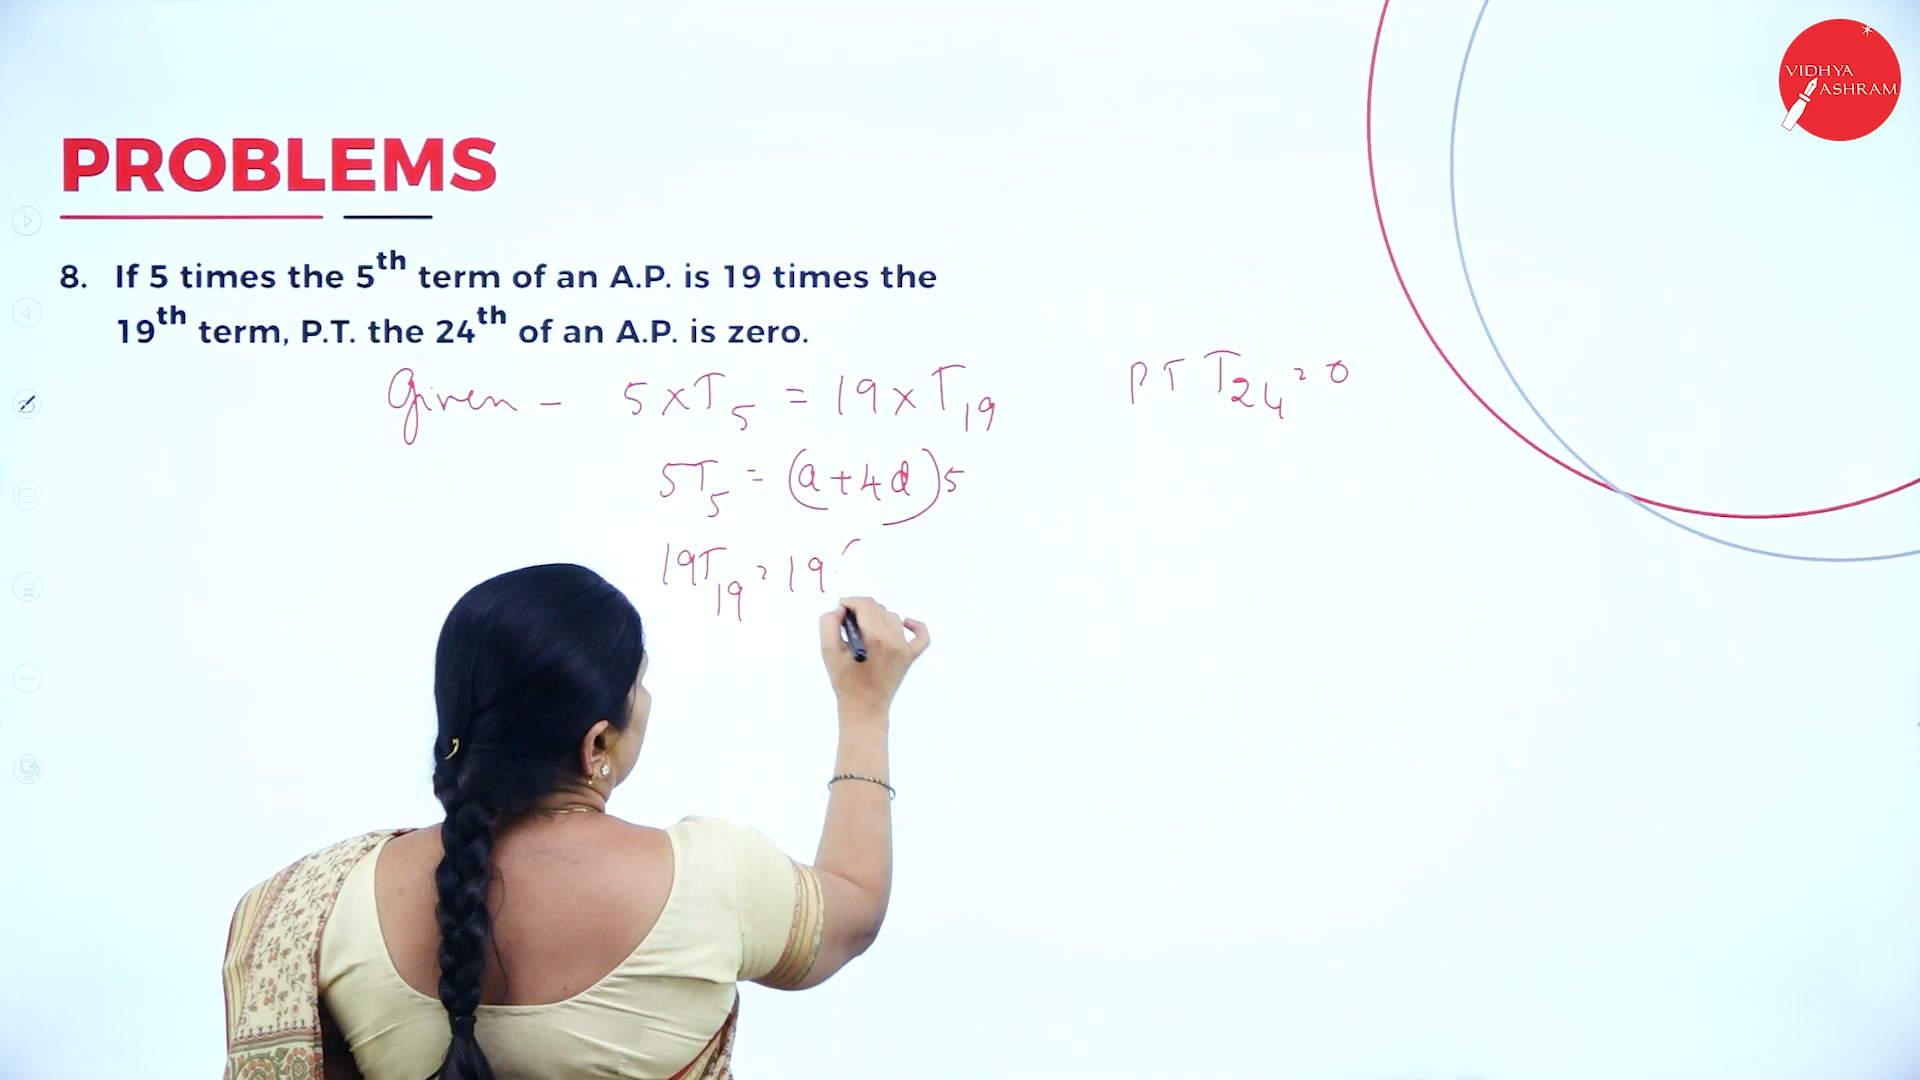 VIDHYA
ASHRAM
PROBLEMS
8. If 5 times the 5th term of an A.P. is 19 times the
19th term, P.T. the 24th of an A.P. is zero.
Given - 5 x T5 = 19 x T19
PT T24 = 0
5T5 = (a+4d)5
19T19 = 19(